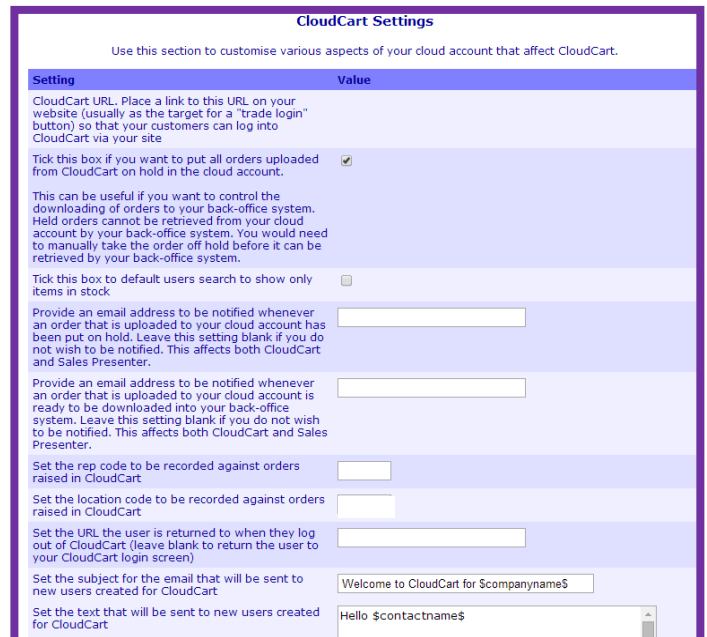 CloudCart Settings
Use this section to customise various aspects of your cloud account that affect CloudCart.
Setting Value
CloudCart URL. Place a link to this URL on your
website (usually as the target for a "trade login"
button) so that your customers can log into
CloudCart via your site
Tick this box if you want to put all orders uploaded
from CloudCart on hold in the cloud account.
This can be useful if you want to control the
downloading of orders to your back-office system.
Held orders cannot be retrieved from your cloud
account by your back-office system. You would need
to manually take the order off hold before it can be
retrieved by your back-office system.
Tick this box to default users search to show only
items in stock
Provide an email address to be notified whenever
an order that is uploaded to your cloud account has
been put on hold. Leave this setting blank if you do
not wish to be notified. This affects both CloudCart
and Sales Presenter.
Provide an email address to be notified whenever
an order that is uploaded to your cloud account is
ready to be downloaded into your back-office
system. Leave this setting blank if you do not wish
to be notified. This affects both CloudCart and Sales
Presenter.
Set the rep code to be recorded against orders
raised in CloudCart
Set the location code to be recorded against orders
raised in CloudCart
Set the URL the user is returned to when they log
out of CloudCart (leave blank to return the user to
your CloudCart login screen)
Set the subject for the email that will be sent to
new users created for CloudCart
Welcome to CloudCart for $companyname$
Set the text that will be sent to new users created
for CloudCart
Hello $contactname$